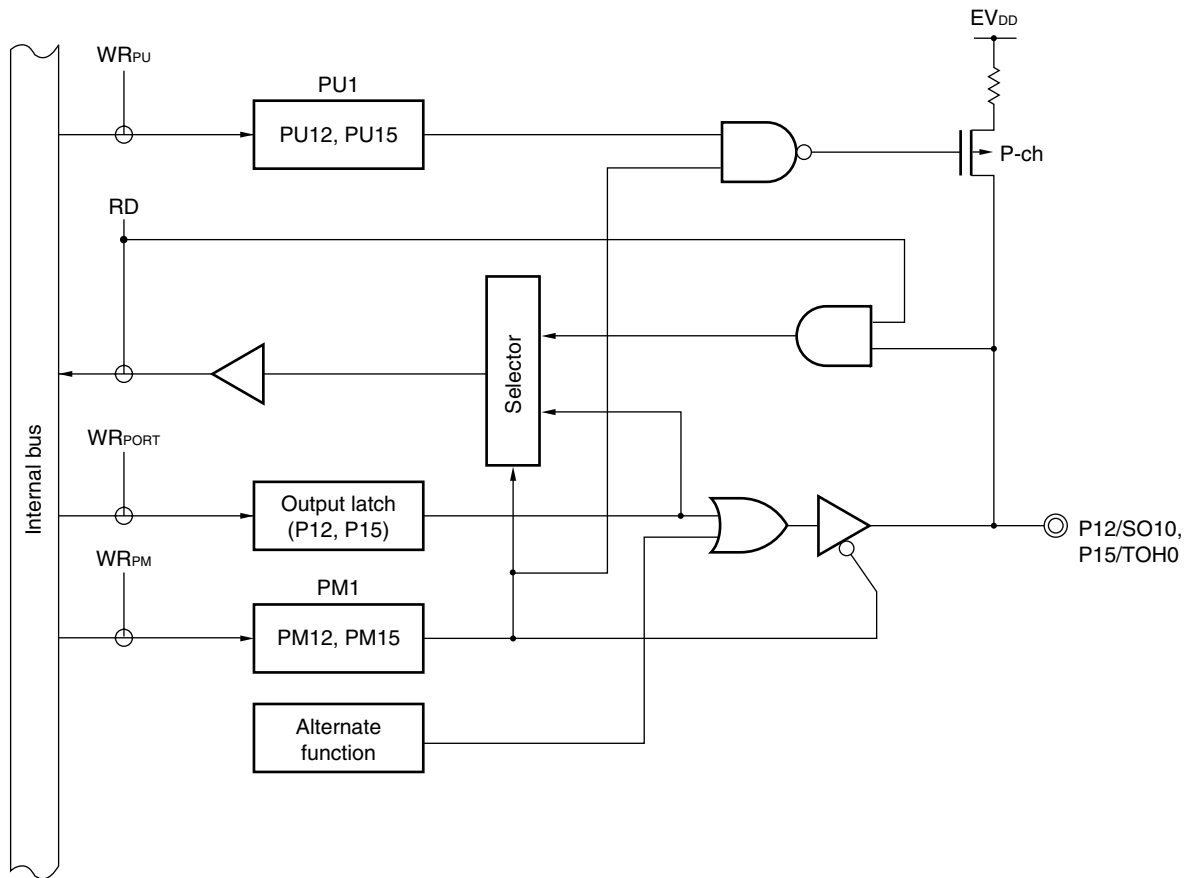 EVDD
WRPU
PU1
PU12, PU15
P-ch
RD
Selector
WRPORT
Internal bus
Output latch
(P12, P15)
P12/SO10,
P15/TOH0
WRPM
PM1
PM12, PM15
Alternate
function